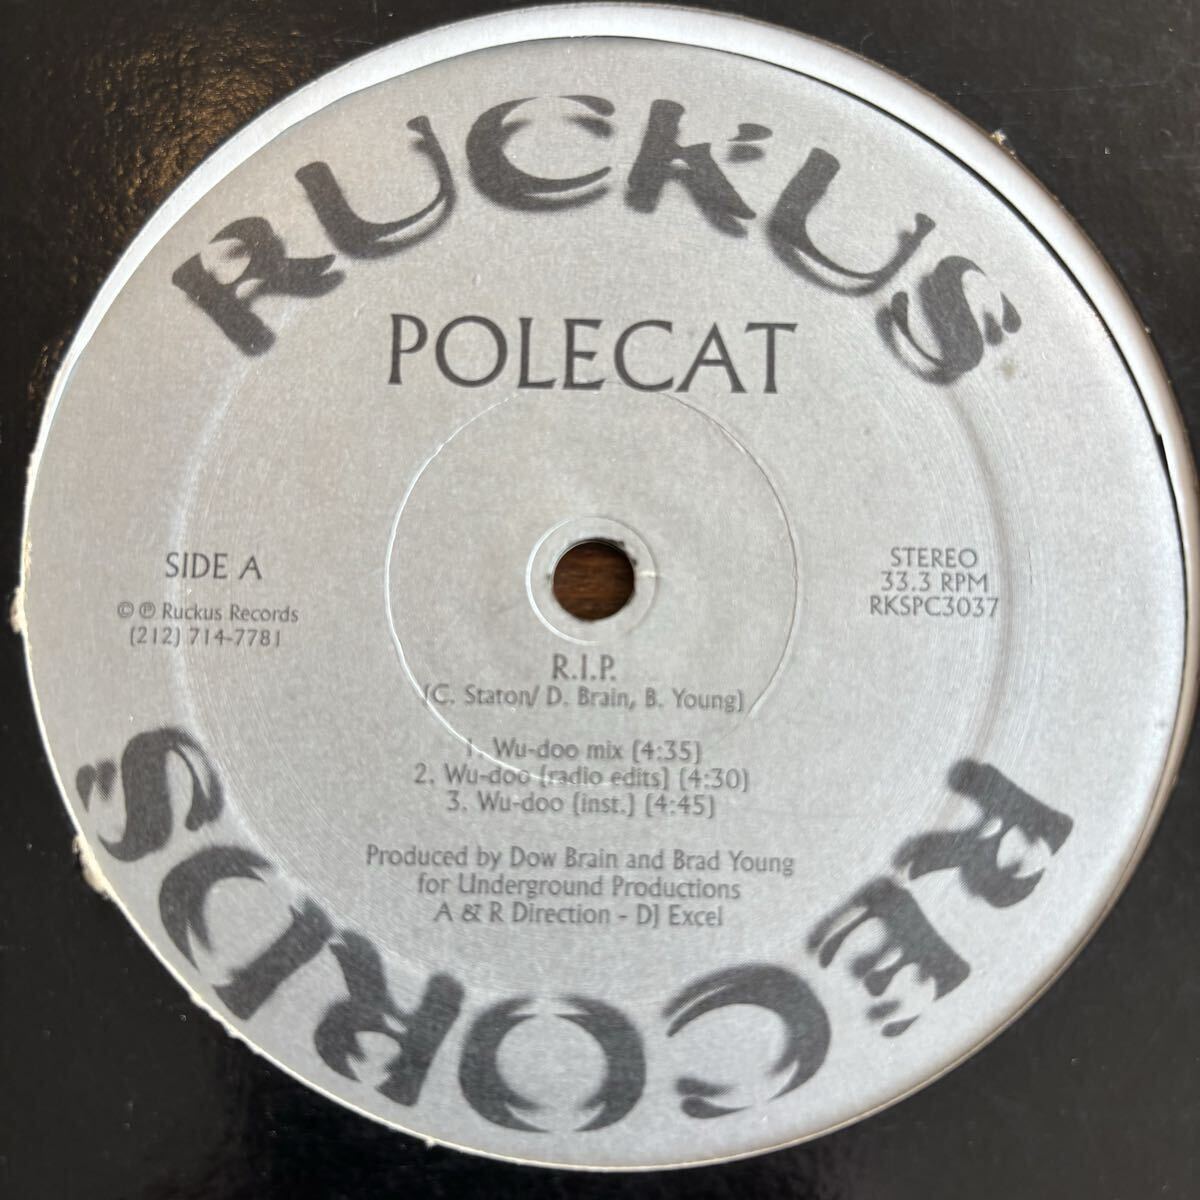 RUCKUS
POLECAT
SIDE A
© ℗ Ruckus Records
(212) 714-7781
STEREO
33.3 RPM
RKSPC3037
R.I.P.
(C. Staton/ D. Brain, B. Young)
1. Wu-doo mix (4:35)
2. Wu-doo (radio edits) (4:30)
3. Wu-doo (inst.) (4:45)
Produced by Dow Brain and Brad Young
for Underground Productions
A & R Direction - DJ Excel
RECORDS